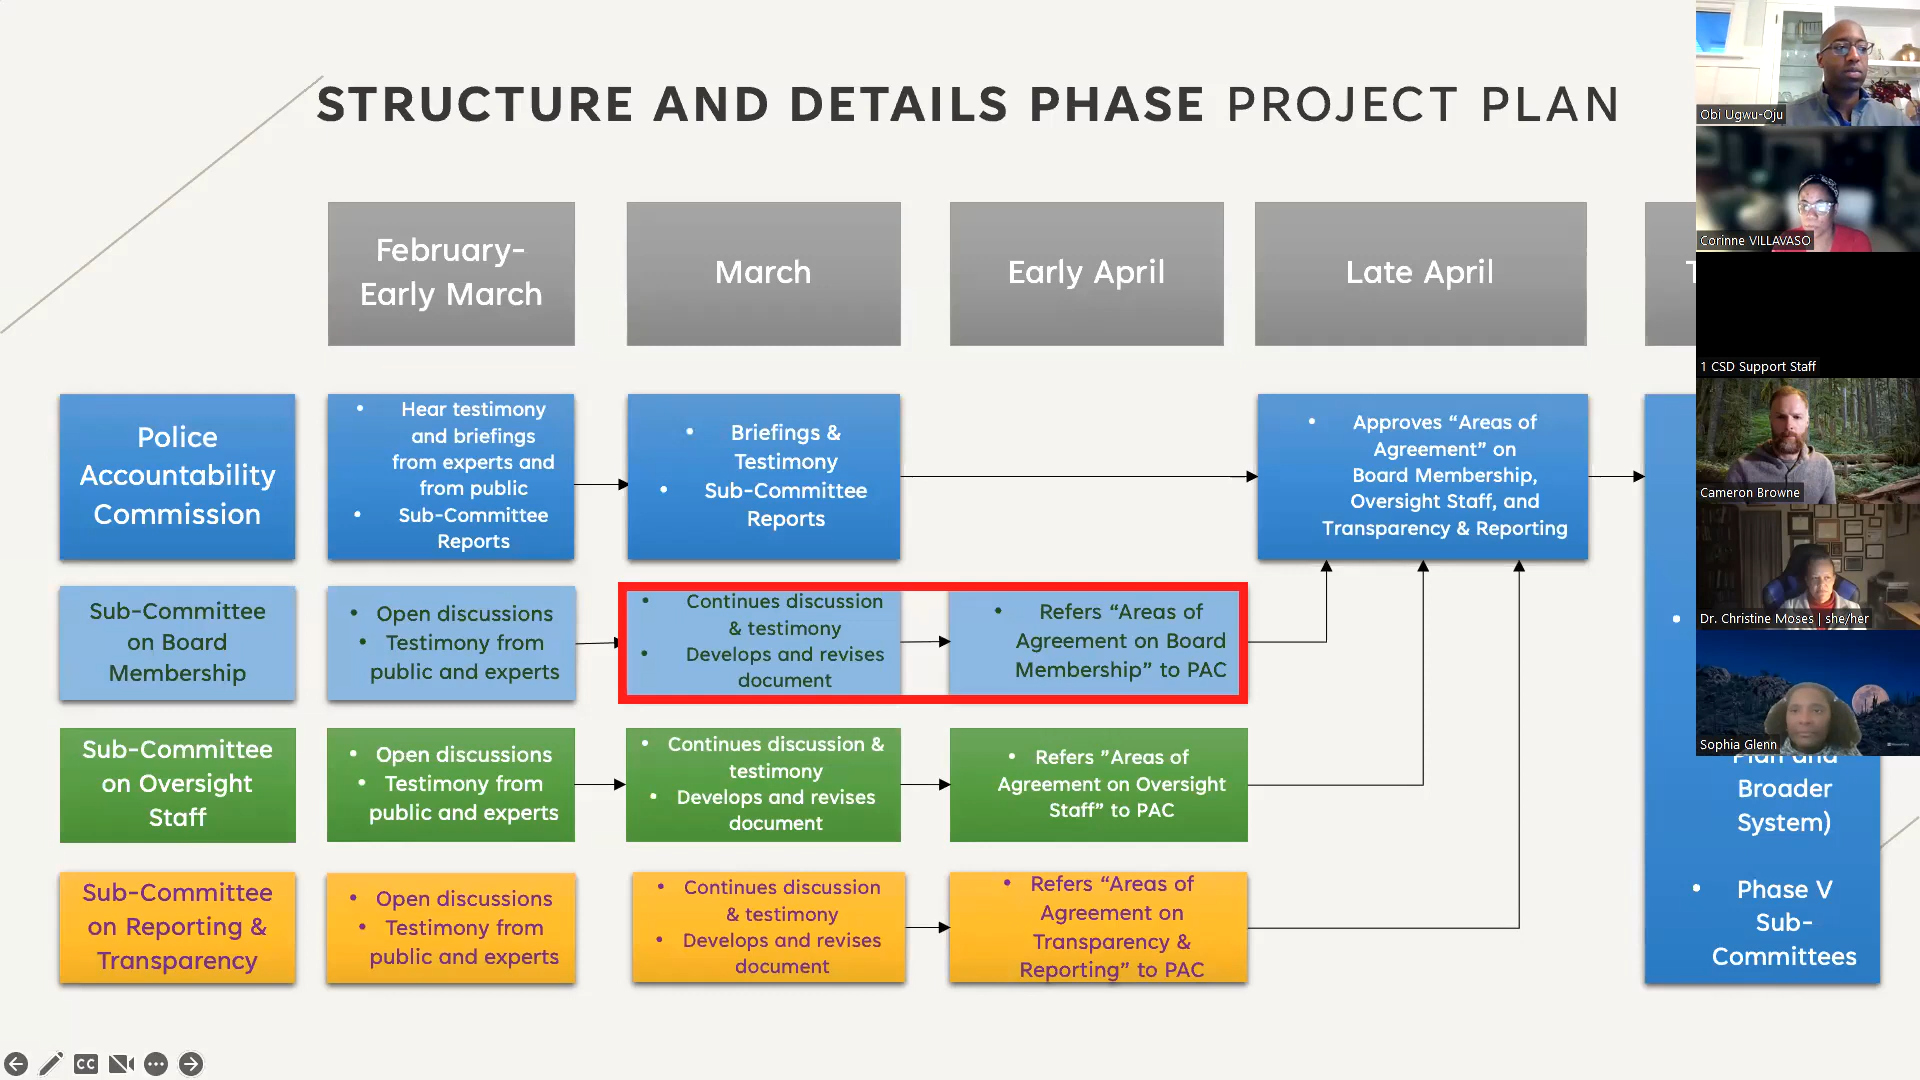 STRUCTURE AND DETAILS PHASE PROJECT PLAN
February-
Early March
March
Early April
Late April
T
Police
Accountability
Commission
• Hear testimony
and briefings
from experts and
from public
• Sub-Committee
Reports
• Briefings &
Testimony
• Sub-Committee
Reports
• Approves “Areas of
Agreement” on
Board Membership,
Oversight Staff, and
Transparency & Reporting
Sub-Committee
on Board
Membership
• Open discussions
• Testimony from
public and experts
• Continues discussion
& testimony
• Develops and revises
document
• Refers “Areas of
Agreement on Board
Membership” to PAC
Sub-Committee
on Oversight
Staff
• Open discussions
• Testimony from
public and experts
• Continues discussion &
testimony
• Develops and revises
document
• Refers ”Areas of
Agreement on Oversight
Staff” to PAC
Sub-Committee
on Reporting &
Transparency
• Open discussions
• Testimony from
public and experts
• Continues discussion
& testimony
• Develops and revises
document
• Refers “Areas of
Agreement on
Transparency &
Reporting” to PAC
•
Plan and
Broader
System)
• Phase V
Sub-
Committees
Obi Ugwu-Oju
Corinne VILLAVASO
1 CSD Support Staff
Cameron Browne
Dr. Christine Moses | she/her
Sophia Glenn
CC